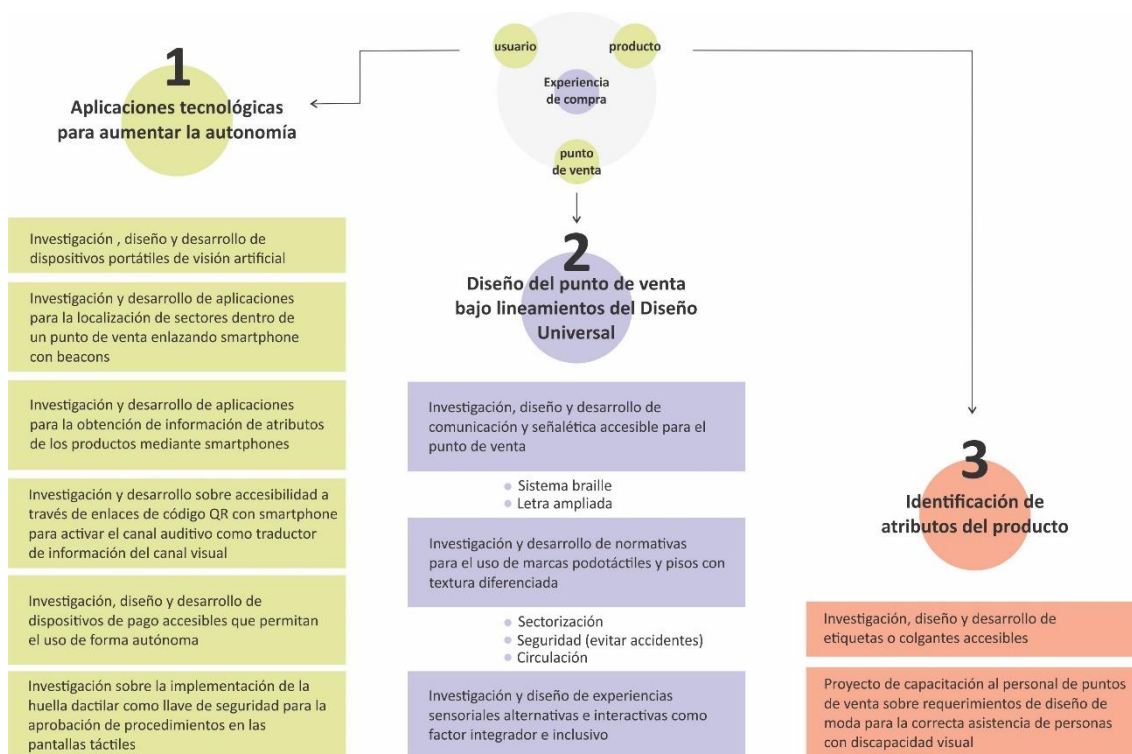 usuario
producto
Experiencia
de compra
punto
de venta
1
Aplicaciones tecnológicas
para aumentar la autonomía
Investigación , diseño y desarrollo de
dispositivos portátiles de visión artificial
Investigación y desarrollo de aplicaciones
para la localización de sectores dentro de
un punto de venta enlazando smartphone
con beacons
Investigación y desarrollo de aplicaciones
para la obtención de información de atributos
de los productos mediante smartphones
Investigación y desarrollo sobre accesibilidad a
través de enlaces de código QR con smartphone
para activar el canal auditivo como traductor
de información del canal visual
Investigación, diseño y desarrollo de
dispositivos de pago accesibles que permitan
el uso de forma autónoma
Investigación sobre la implementación de la
huella dactilar como llave de seguridad para la
aprobación de procedimientos en las
pantallas táctiles
2
Diseño del punto de venta
bajo lineamientos del Diseño
Universal
Investigación, diseño y desarrollo de
comunicación y señalética accesible para el
punto de venta
Sistema braille
Letra ampliada
Investigación y desarrollo de normativas
para el uso de marcas podotáctiles y pisos con
textura diferenciada
Sectorización
Seguridad (evitar accidentes)
Circulación
Investigación y diseño de experiencias
sensoriales alternativas e interactivas como
factor integrador e inclusivo
3
Identificación de
atributos del producto
Investigación, diseño y desarrollo de
etiquetas o colgantes accesibles
Proyecto de capacitación al personal de puntos
de venta sobre requerimientos de diseño de
moda para la correcta asistencia de personas
con discapacidad visual